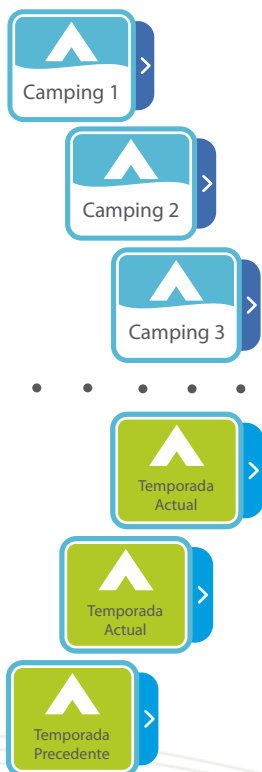 Camping 1
Camping 2
Camping 3
Temporada
Actual
Temporada
Actual
Temporada
Precedente